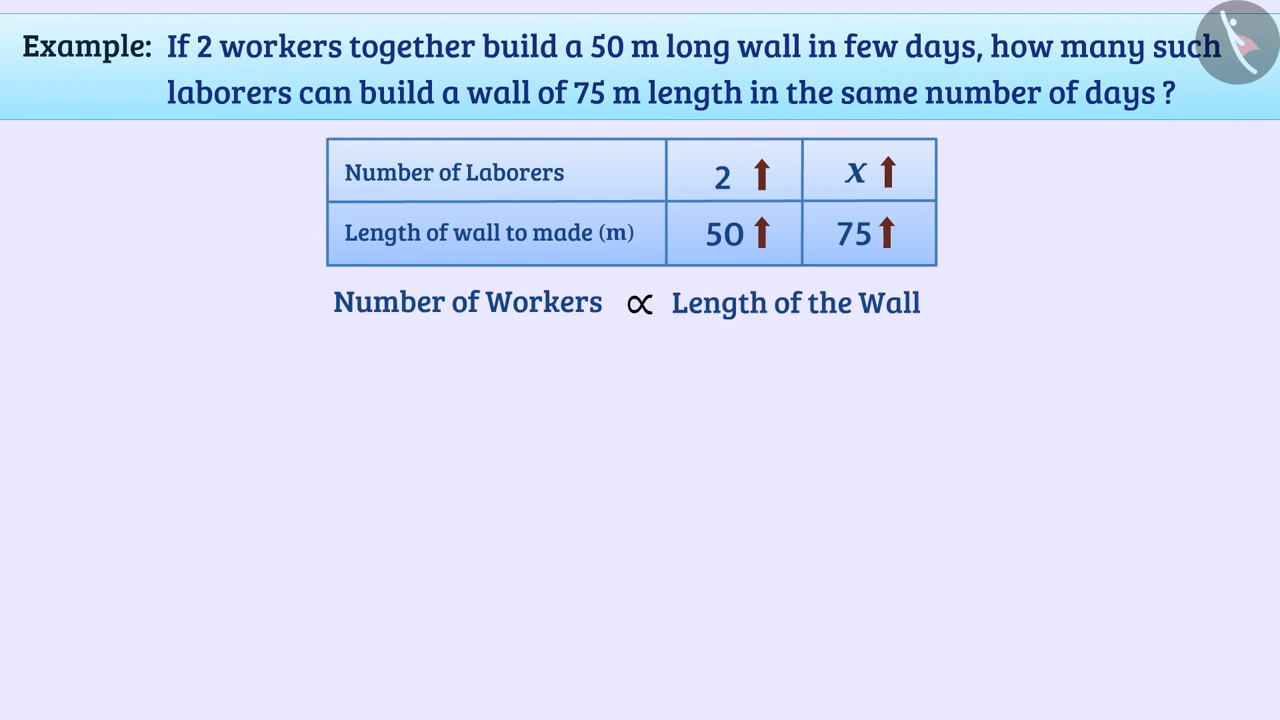 Example: If 2 workers together build a 50 m long wall in few days, how many such
laborers can build a wall of 75 m length in the same number of days ?
Number of Laborers 2 ⬆ x ⬆
Length of wall to made (m) 50 ⬆ 75 ⬆
Number of Workers ∝ Length of the Wall